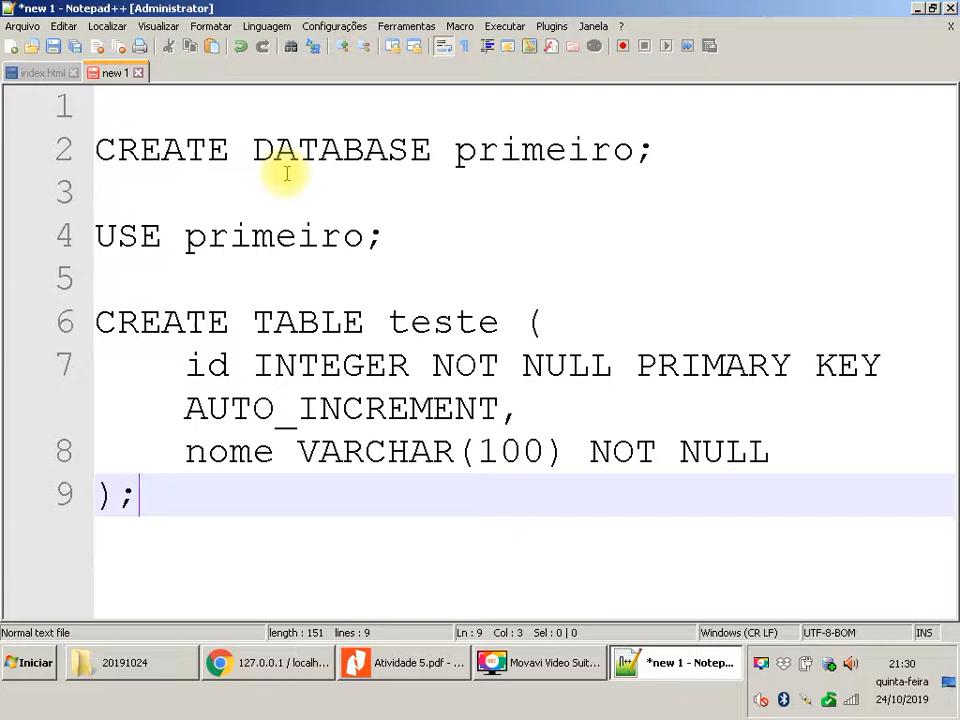 *new 1 - Notepad++ [Administrator]
Arquivo Editar Localizar Visualizar Formatar Linguagem Configurações Ferramentas Macro Executar Plugins Janela ? X
index.html new 1
1
2 CREATE DATABASE primeiro;
3
4 USE primeiro;
5
6 CREATE TABLE teste (
7 id INTEGER NOT NULL PRIMARY KEY
AUTO_INCREMENT,
8 nome VARCHAR(100) NOT NULL
9 );
Normal text file length : 151 lines : 9 Ln : 9 Col : 3 Sel : 0 | 0 Windows (CR LF) UTF-8-BOM INS
Iniciar 20191024 127.0.0.1 / localh... Atividade 5.pdf - ... Movavi Video Suit... *new 1 - Notep... 21:30
quinta-feira
24/10/2019